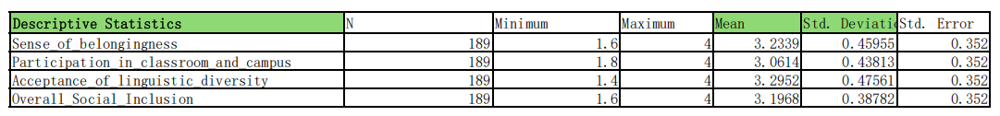 Descriptive Statistics N Minimum Maximum Mean Std. Deviatic Std. Error
Sense_of_belongingness 189 1.6 4 3.2339 0.45955 0.352
Participation_in_classroom_and_campus 189 1.8 4 3.0614 0.43813 0.352
Acceptance_of_linguistic_diversity 189 1.4 4 3.2952 0.47561 0.352
Overall_Social_Inclusion 189 1.6 4 3.1968 0.38782 0.352